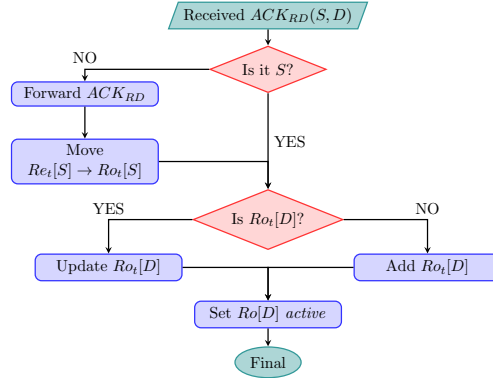 Received ACK_RD(S, D)
Is it S?
NO
Forward ACK_RD
YES
Move
Re_t[S] → Ro_t[S]
Is Ro_t[D]?
YES
NO
Update Ro_t[D]
Add Ro_t[D]
Set Ro[D] active
Final